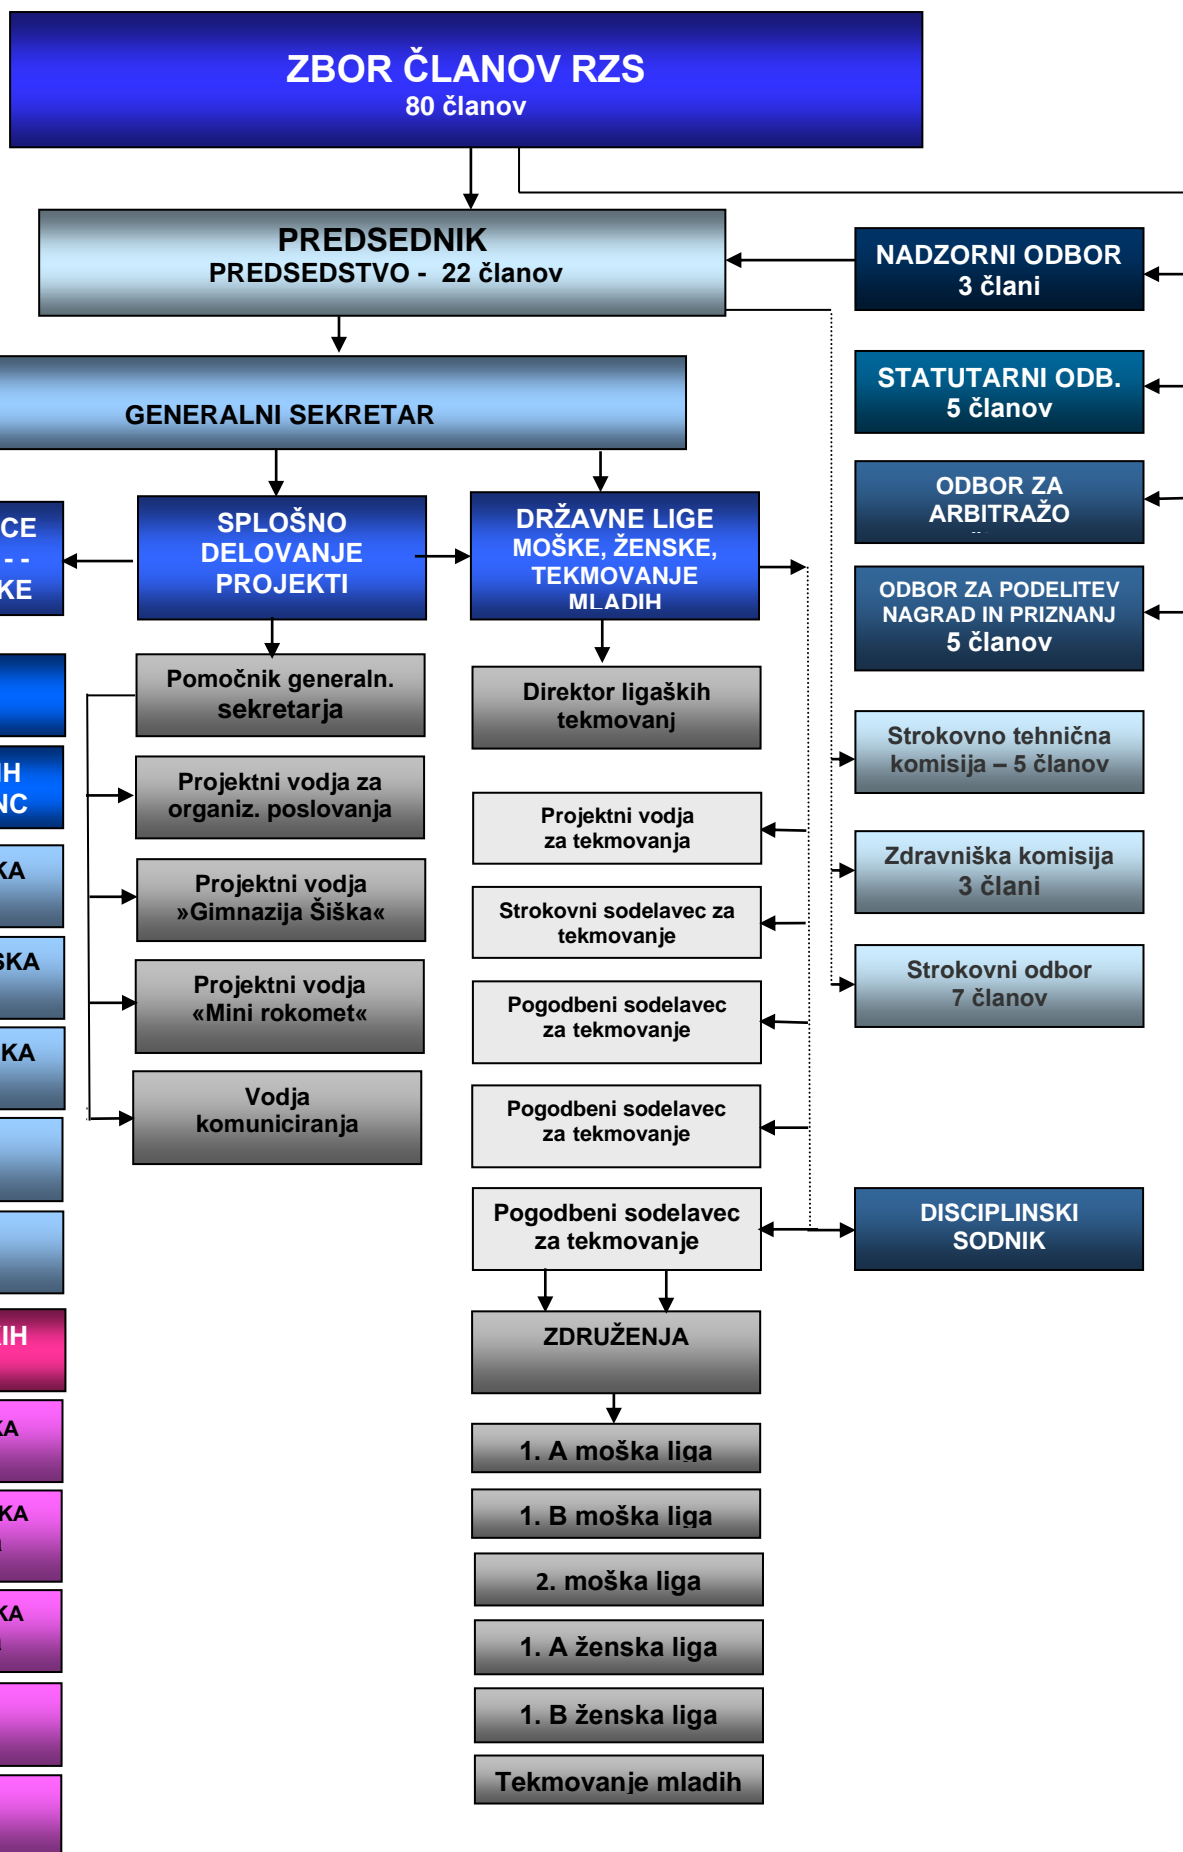 ZBOR ČLANOV RZS
80 članov
PREDSEDNIK
PREDSEDSTVO -  22 članov
NADZORNI ODBOR
3 člani
STATUTARNI ODB.
5 članov
GENERALNI SEKRETAR
ODBOR ZA
ARBITRAŽO
SPLOŠNO
DELOVANJE
PROJEKTI
DRŽAVNE LIGE
MOŠKE, ŽENSKE,
TEKMOVANJE
MLADIH
ODBOR ZA PODELITEV
NAGRAD IN PRIZNANJ
5 članov
Pomočnik generaln.
sekretarja
Projektni vodja za
organiz. poslovanja
Projektni vodja
»Gimnazija Šiška«
Projektni vodja
«Mini rokomet«
Vodja
komuniciranja
Direktor ligaških
tekmovanj
Projektni vodja
za tekmovanja
Strokovni sodelavec za
tekmovanje
Pogodbeni sodelavec
za tekmovanje
Pogodbeni sodelavec
za tekmovanje
Pogodbeni sodelavec
za tekmovanje
Strokovno tehnična
komisija – 5 članov
Zdravniška komisija
3 člani
Strokovni odbor
7 članov
DISCIPLINSKI
SODNIK
ZDRUŽENJA
1. A moška liga
1. B moška liga
2. moška liga
1. A ženska liga
1. B ženska liga
Tekmovanje mladih